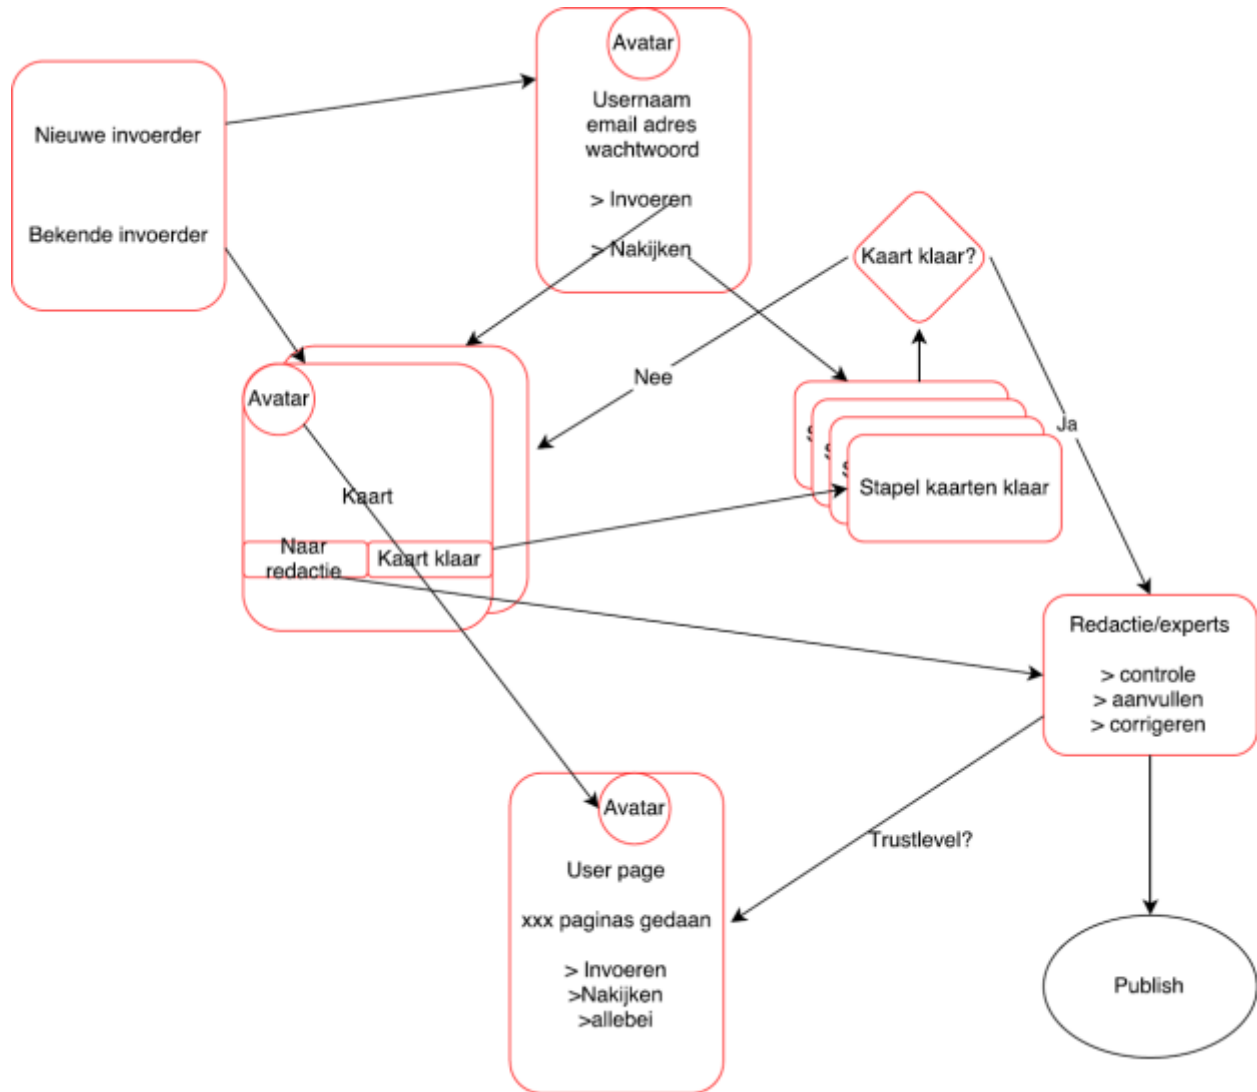 Avatar
Usernaam
email adres
wachtwoord
> Invoeren
> Nakijken
Nieuwe invoerder
Bekende invoerder
Kaart klaar?
Nee
Ja
Avatar
Kaart
Naar
redactie
Kaart klaar
S
S
S
Stapel kaarten klaar
Redactie/experts
> controle
> aanvullen
> corrigeren
Trustlevel?
Avatar
User page
xxx paginas gedaan
> Invoeren
>Nakijken
>allebei
Publish